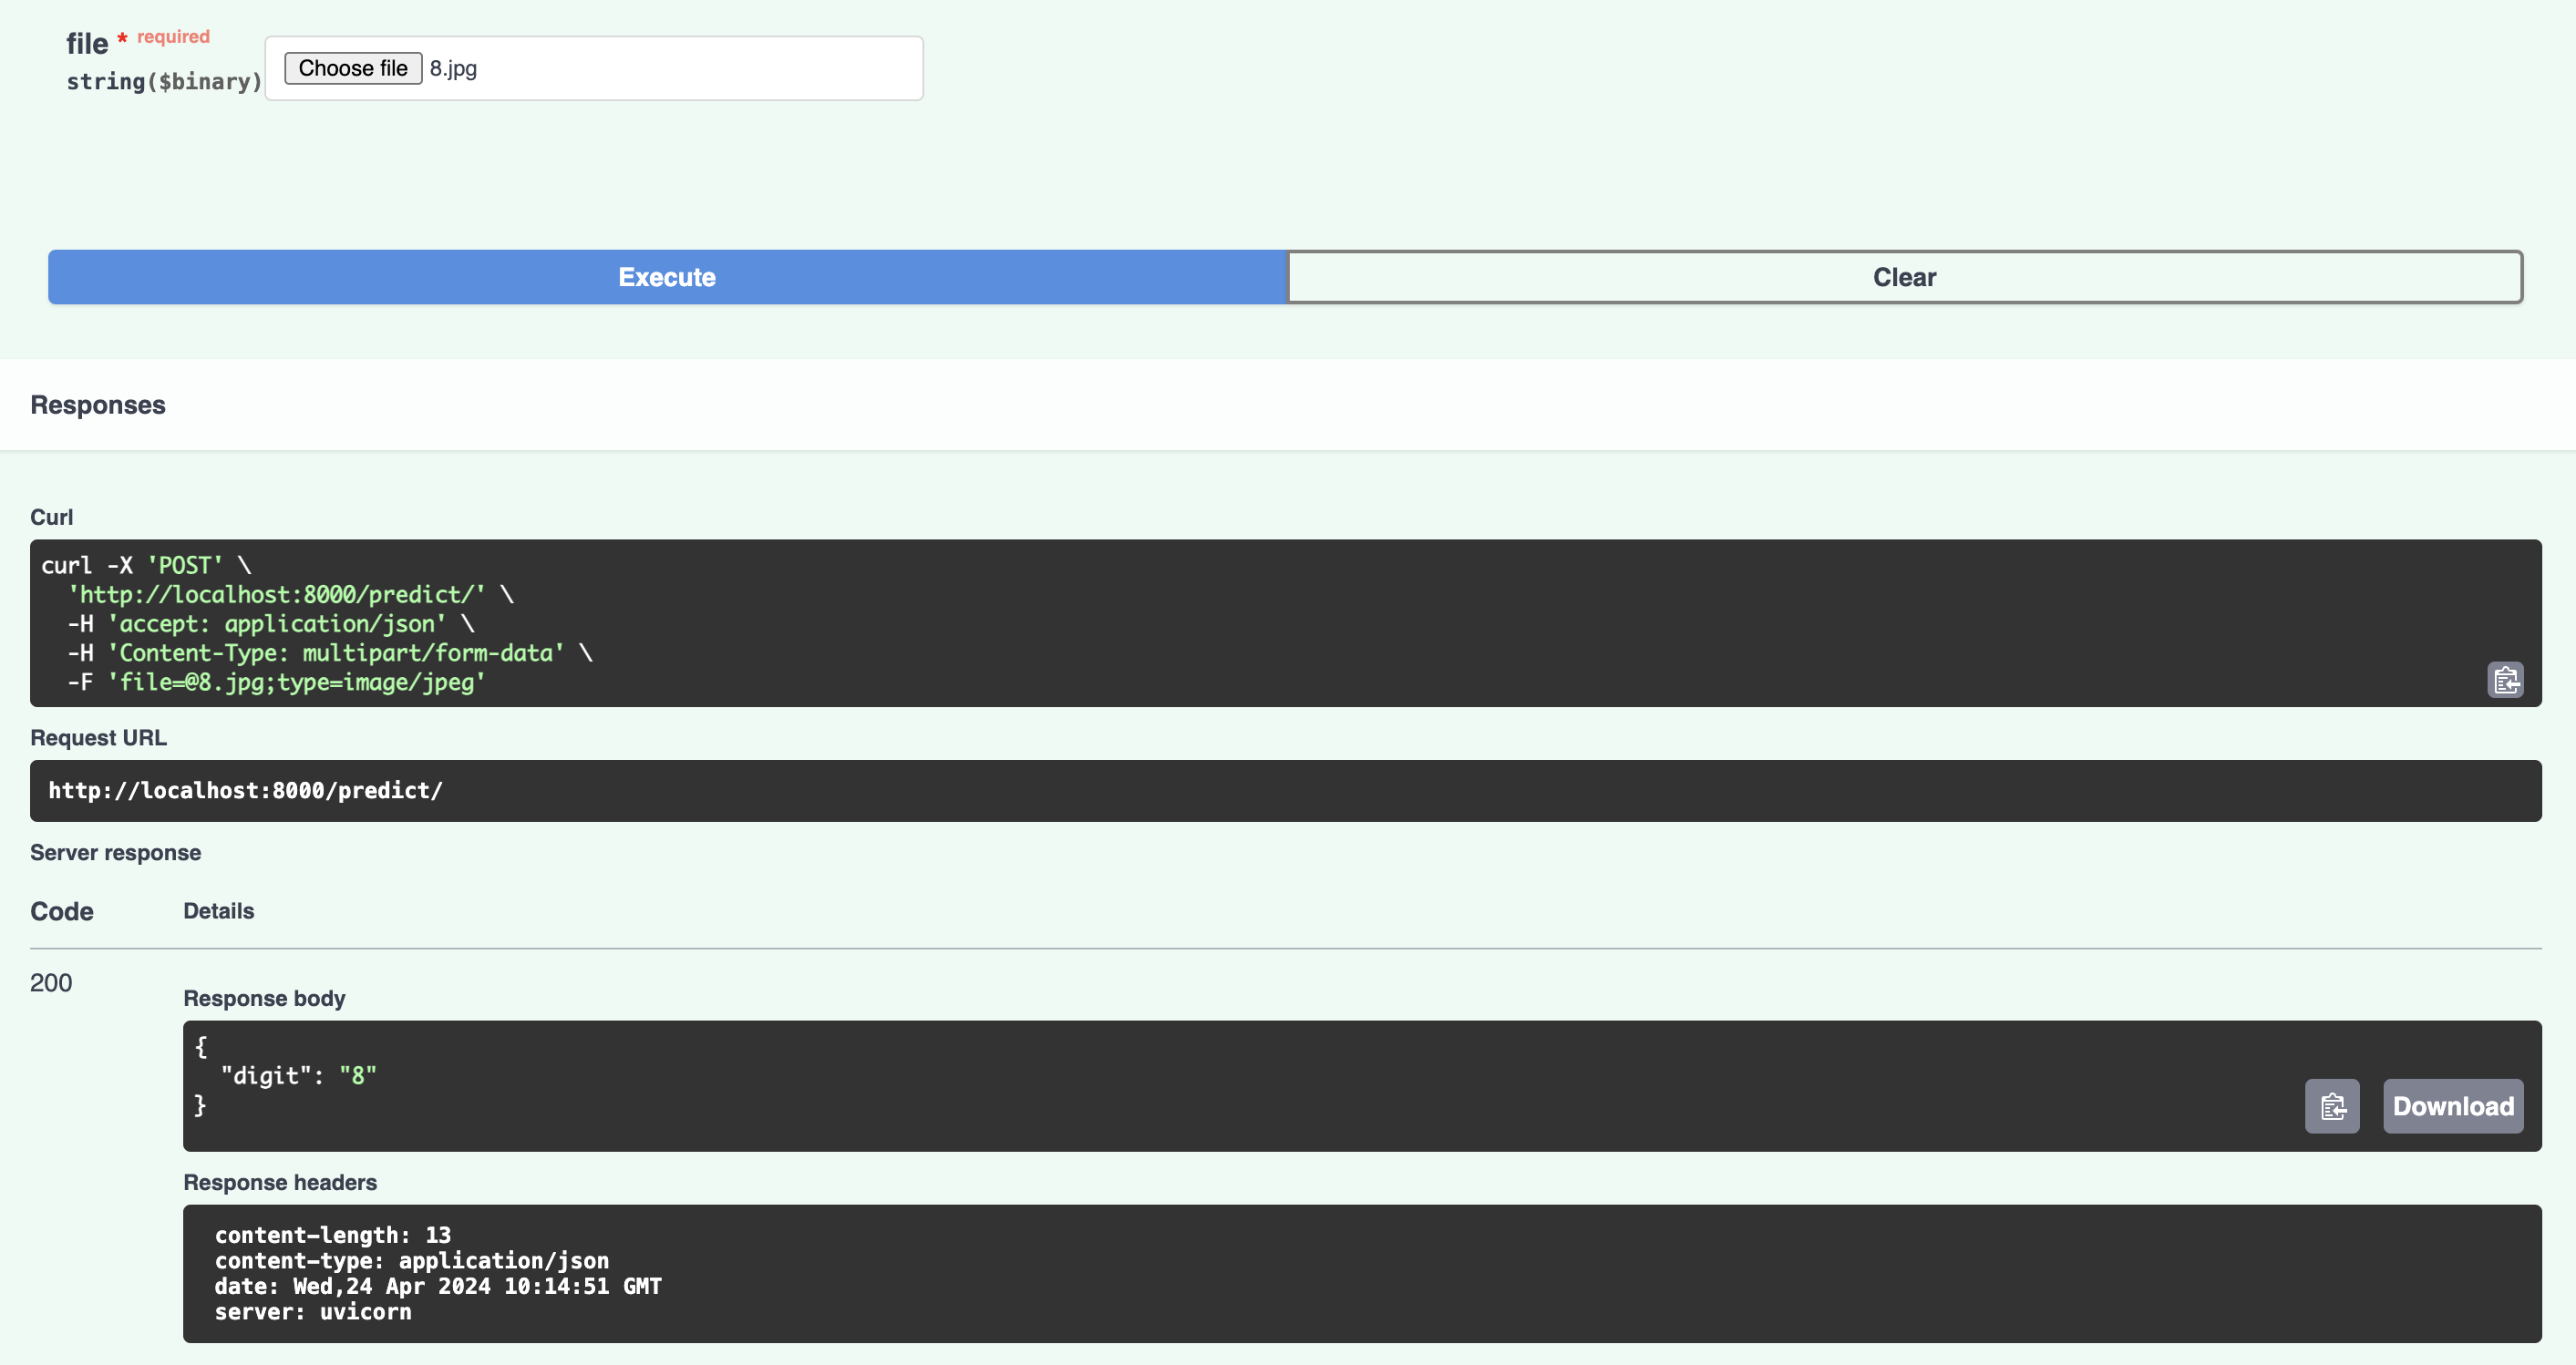 file * required
string($binary)
Choose file 8.jpg
Execute
Clear
Responses
Curl
curl -X 'POST' \
  'http://localhost:8000/predict/' \
  -H 'accept: application/json' \
  -H 'Content-Type: multipart/form-data' \
  -F 'file=@8.jpg;type=image/jpeg'
Request URL
http://localhost:8000/predict/
Server response
Code Details
200
Response body
{
  "digit": "8"
}
Download
Response headers
content-length: 13
content-type: application/json
date: Wed,24 Apr 2024 10:14:51 GMT
server: uvicorn